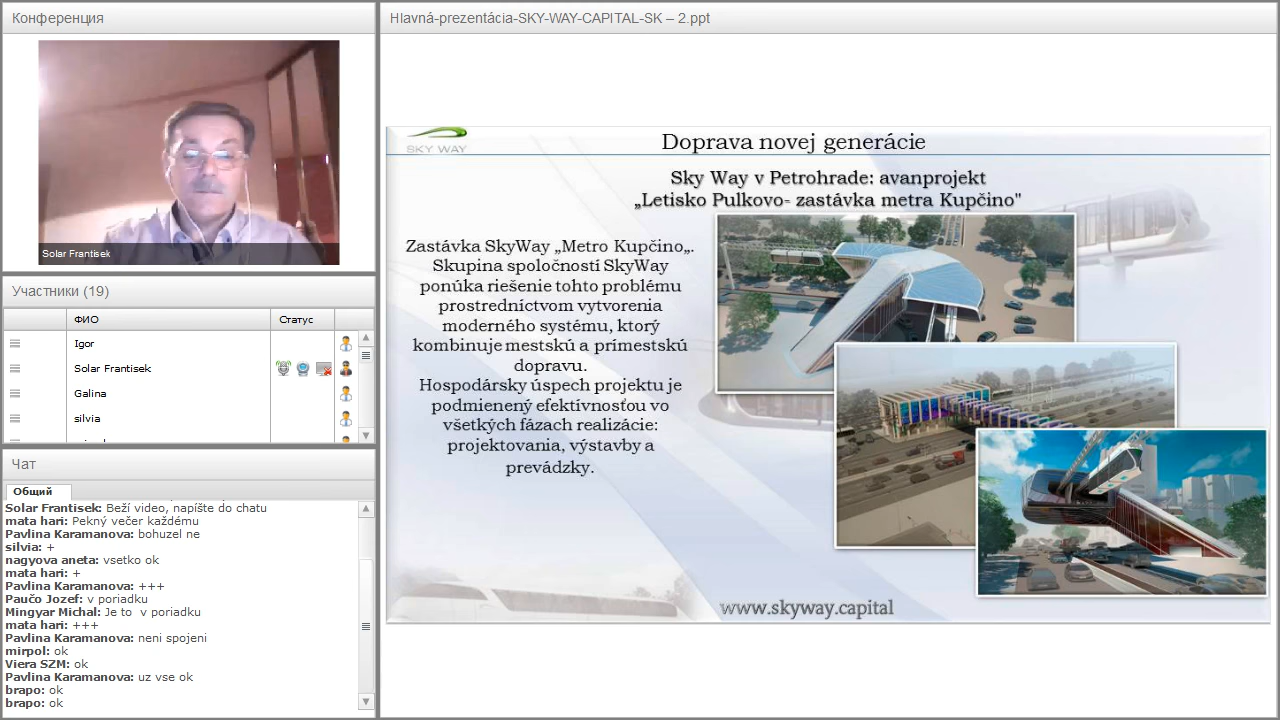 Конференция
Solar Frantisek
Участники (19)
ФИО
Статус
Igor
Solar Frantisek
Galina
silvia
Чат
Общий
Solar Frantisek: Beží video, napíšte do chatu
mata hari: Pekný večer každému
Pavlina Karamanova: bohuzel ne
silvia: +
nagyova aneta: vsetko ok
mata hari: +
Pavlina Karamanova: +++
Paučo Jozef: v poriadku
Mingyar Michal: Je to v poriadku
mata hari: +++
Pavlina Karamanova: neni spojeni
mirpol: ok
Viera SZM: ok
Pavlina Karamanova: uz vse ok
brapo: ok
brapo: ok
Hlavná-prezentácia-SKY-WAY-CAPITAL-SK – 2.ppt
SKY WAY
Doprava novej generácie
Sky Way v Petrohrade: avanprojekt
„Letisko Pulkovo- zastávka metra Kupčino"
Zastávka SkyWay „Metro Kupčino„.
Skupina spoločností SkyWay
ponúka riešenie tohto problému
prostredníctvom vytvorenia
moderného systému, ktorý
kombinuje mestskú a prímestskú
dopravu.
Hospodársky úspech projektu je
podmienený efektívnosťou vo
všetkých fázach realizácie:
projektovania, výstavby a
prevádzky.
www.skyway.capital